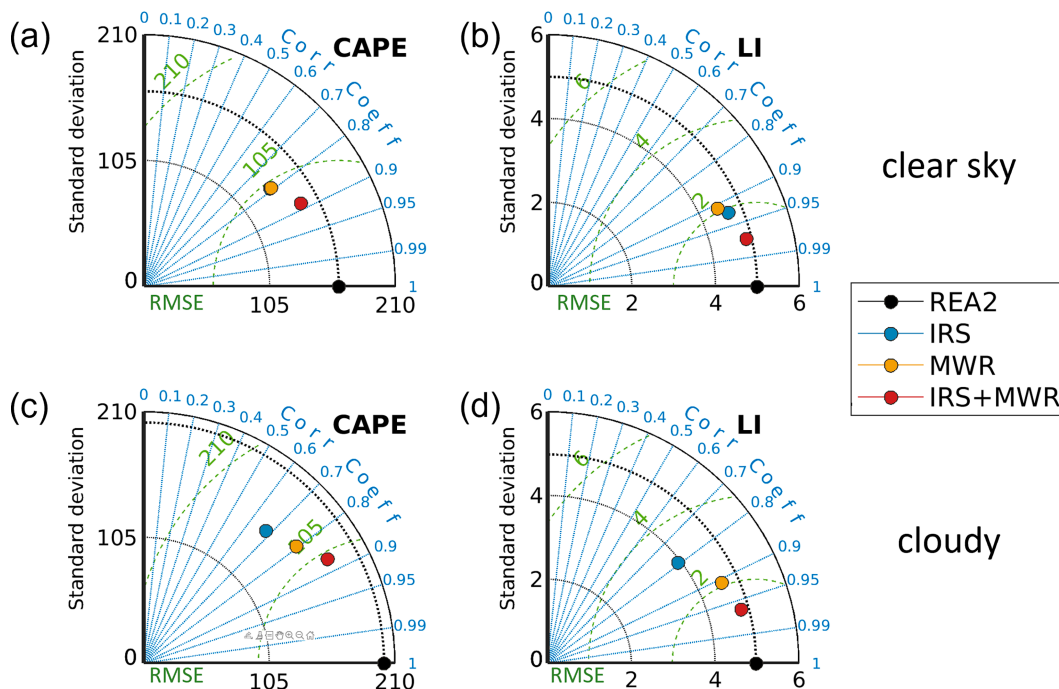 (a)
CAPE
Standard deviation
210
105
0
0 0.1 0.2 0.3 0.4 0.5 0.6 0.7 0.8 0.9 0.95 0.99 1
Corr Coeff
210
105
RMSE
105 210
(b)
LI
Standard deviation
6
4
2
0
0 0.1 0.2 0.3 0.4 0.5 0.6 0.7 0.8 0.9 0.95 0.99 1
Corr Coeff
6
4
2
RMSE
2 4 6
clear sky
REA2
IRS
MWR
IRS+MWR
(c)
CAPE
Standard deviation
210
105
0
0 0.1 0.2 0.3 0.4 0.5 0.6 0.7 0.8 0.9 0.95 0.99 1
Corr Coeff
210
105
RMSE
105 210
(d)
LI
Standard deviation
6
4
2
0
0 0.1 0.2 0.3 0.4 0.5 0.6 0.7 0.8 0.9 0.95 0.99 1
Corr Coeff
6
4
2
RMSE
2 4 6
cloudy